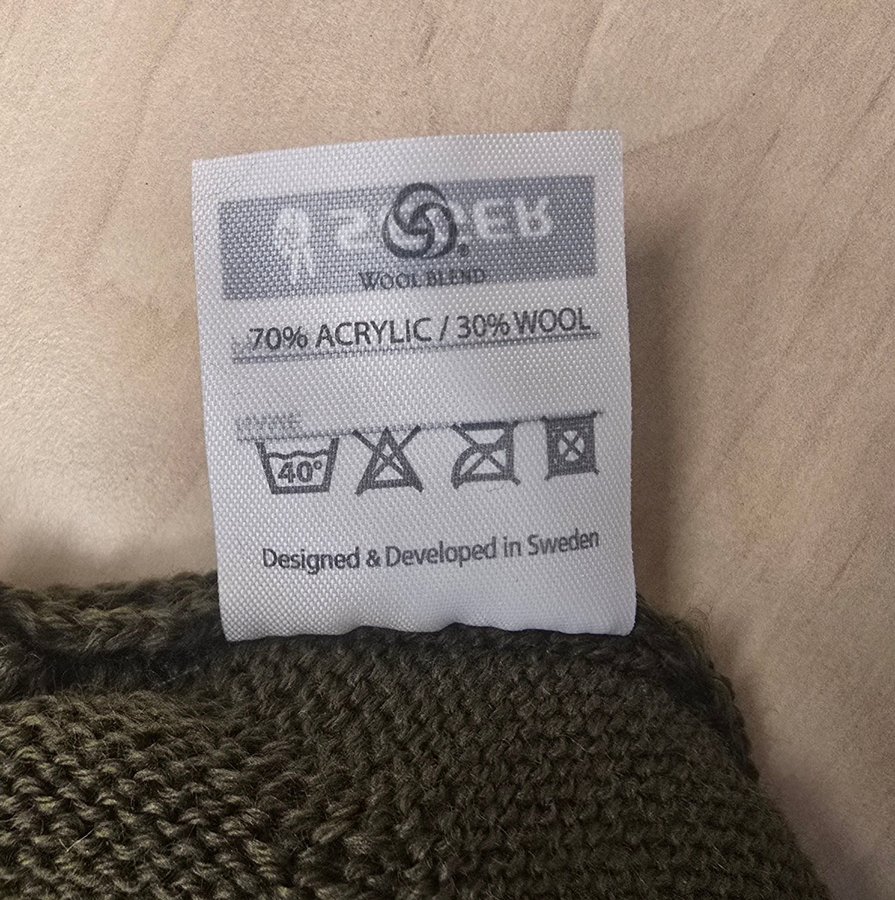 WOOL BLEND
70% ACRYLIC / 30% WOOL
40°
Designed & Developed in Sweden